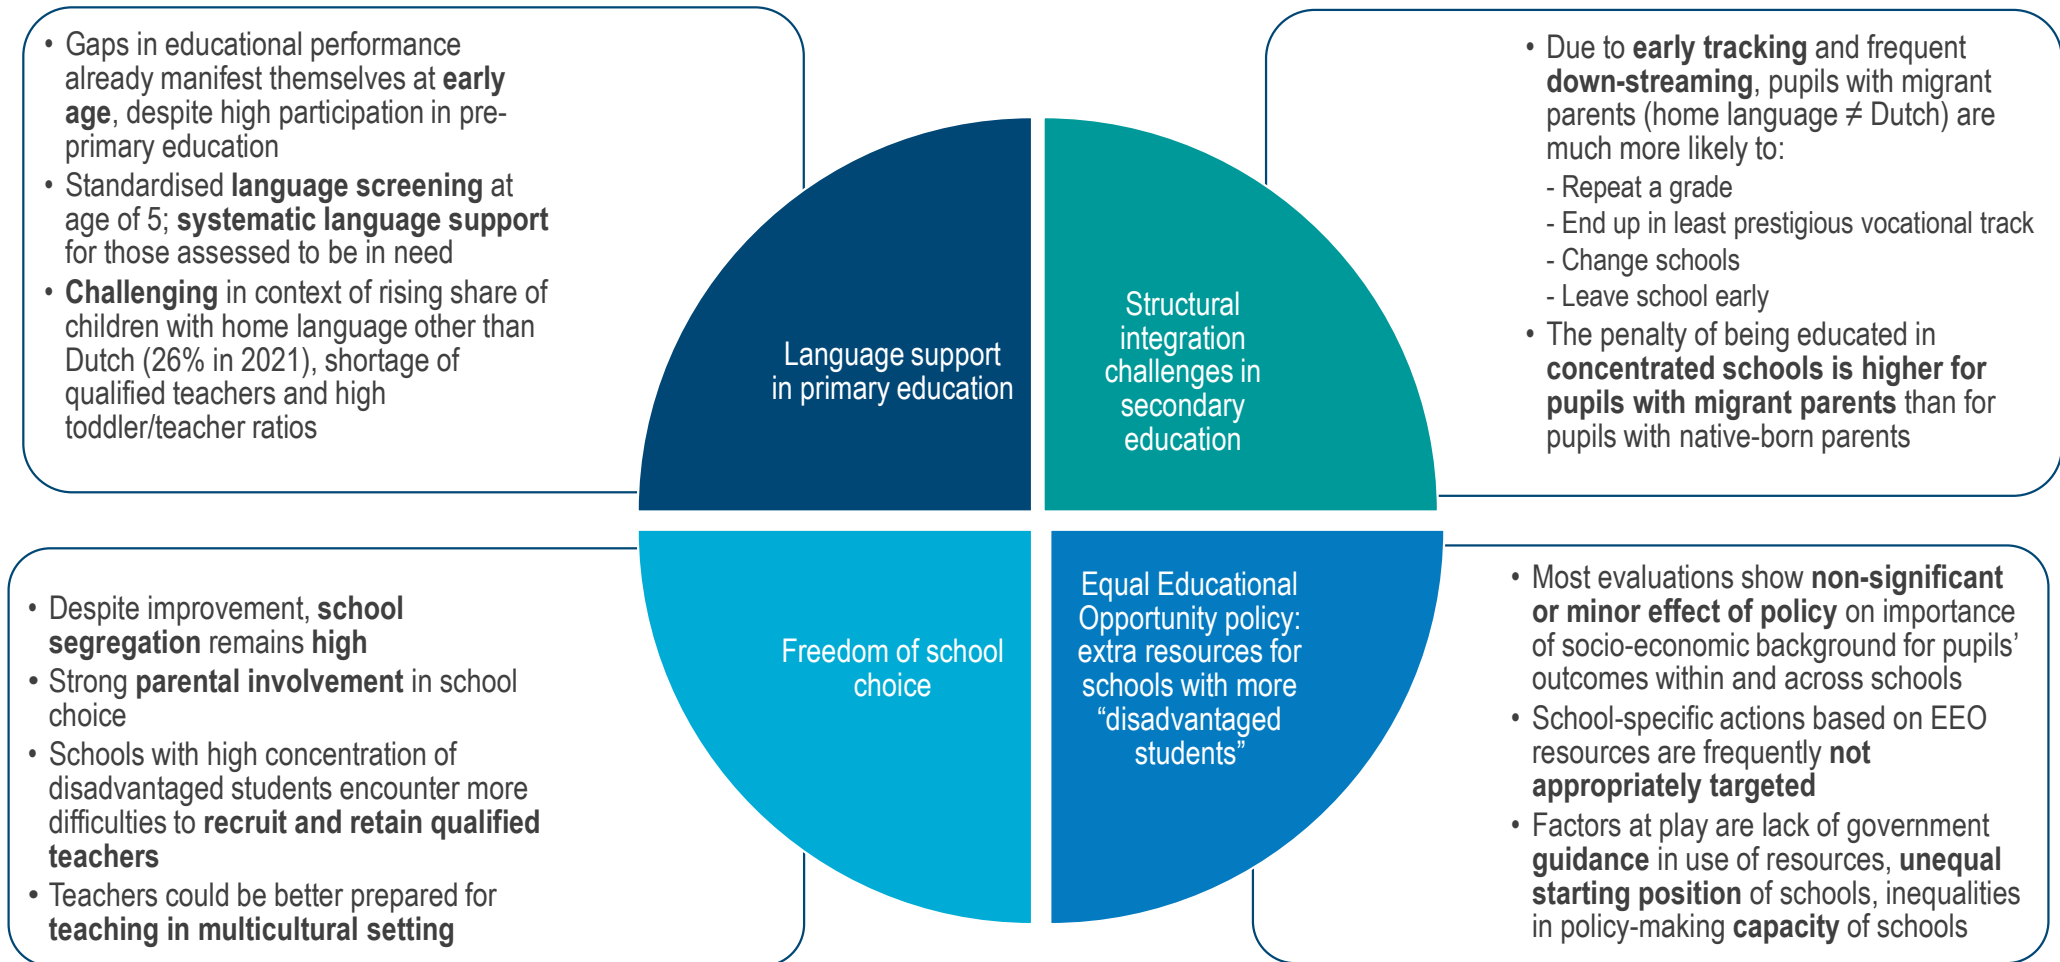 • Gaps in educational performance
already manifest themselves at early
age, despite high participation in pre-
primary education
• Standardised language screening at
age of 5; systematic language support
for those assessed to be in need
• Challenging in context of rising share of
children with home language other than
Dutch (26% in 2021), shortage of
qualified teachers and high
toddler/teacher ratios
Language support
in primary education
Structural
integration
challenges in
secondary
education
• Due to early tracking and frequent
down-streaming, pupils with migrant
parents (home language ≠ Dutch) are
much more likely to:
- Repeat a grade
- End up in least prestigious vocational track
- Change schools
- Leave school early
• The penalty of being educated in
concentrated schools is higher for
pupils with migrant parents than for
pupils with native-born parents
• Despite improvement, school
segregation remains high
• Strong parental involvement in school
choice
• Schools with high concentration of
disadvantaged students encounter more
difficulties to recruit and retain qualified
teachers
• Teachers could be better prepared for
teaching in multicultural setting
Freedom of school
choice
Equal Educational
Opportunity policy:
extra resources for
schools with more
“disadvantaged
students”
• Most evaluations show non-significant
or minor effect of policy on importance
of socio-economic background for pupils’
outcomes within and across schools
• School-specific actions based on EEO
resources are frequently not
appropriately targeted
• Factors at play are lack of government
guidance in use of resources, unequal
starting position of schools, inequalities
in policy-making capacity of schools